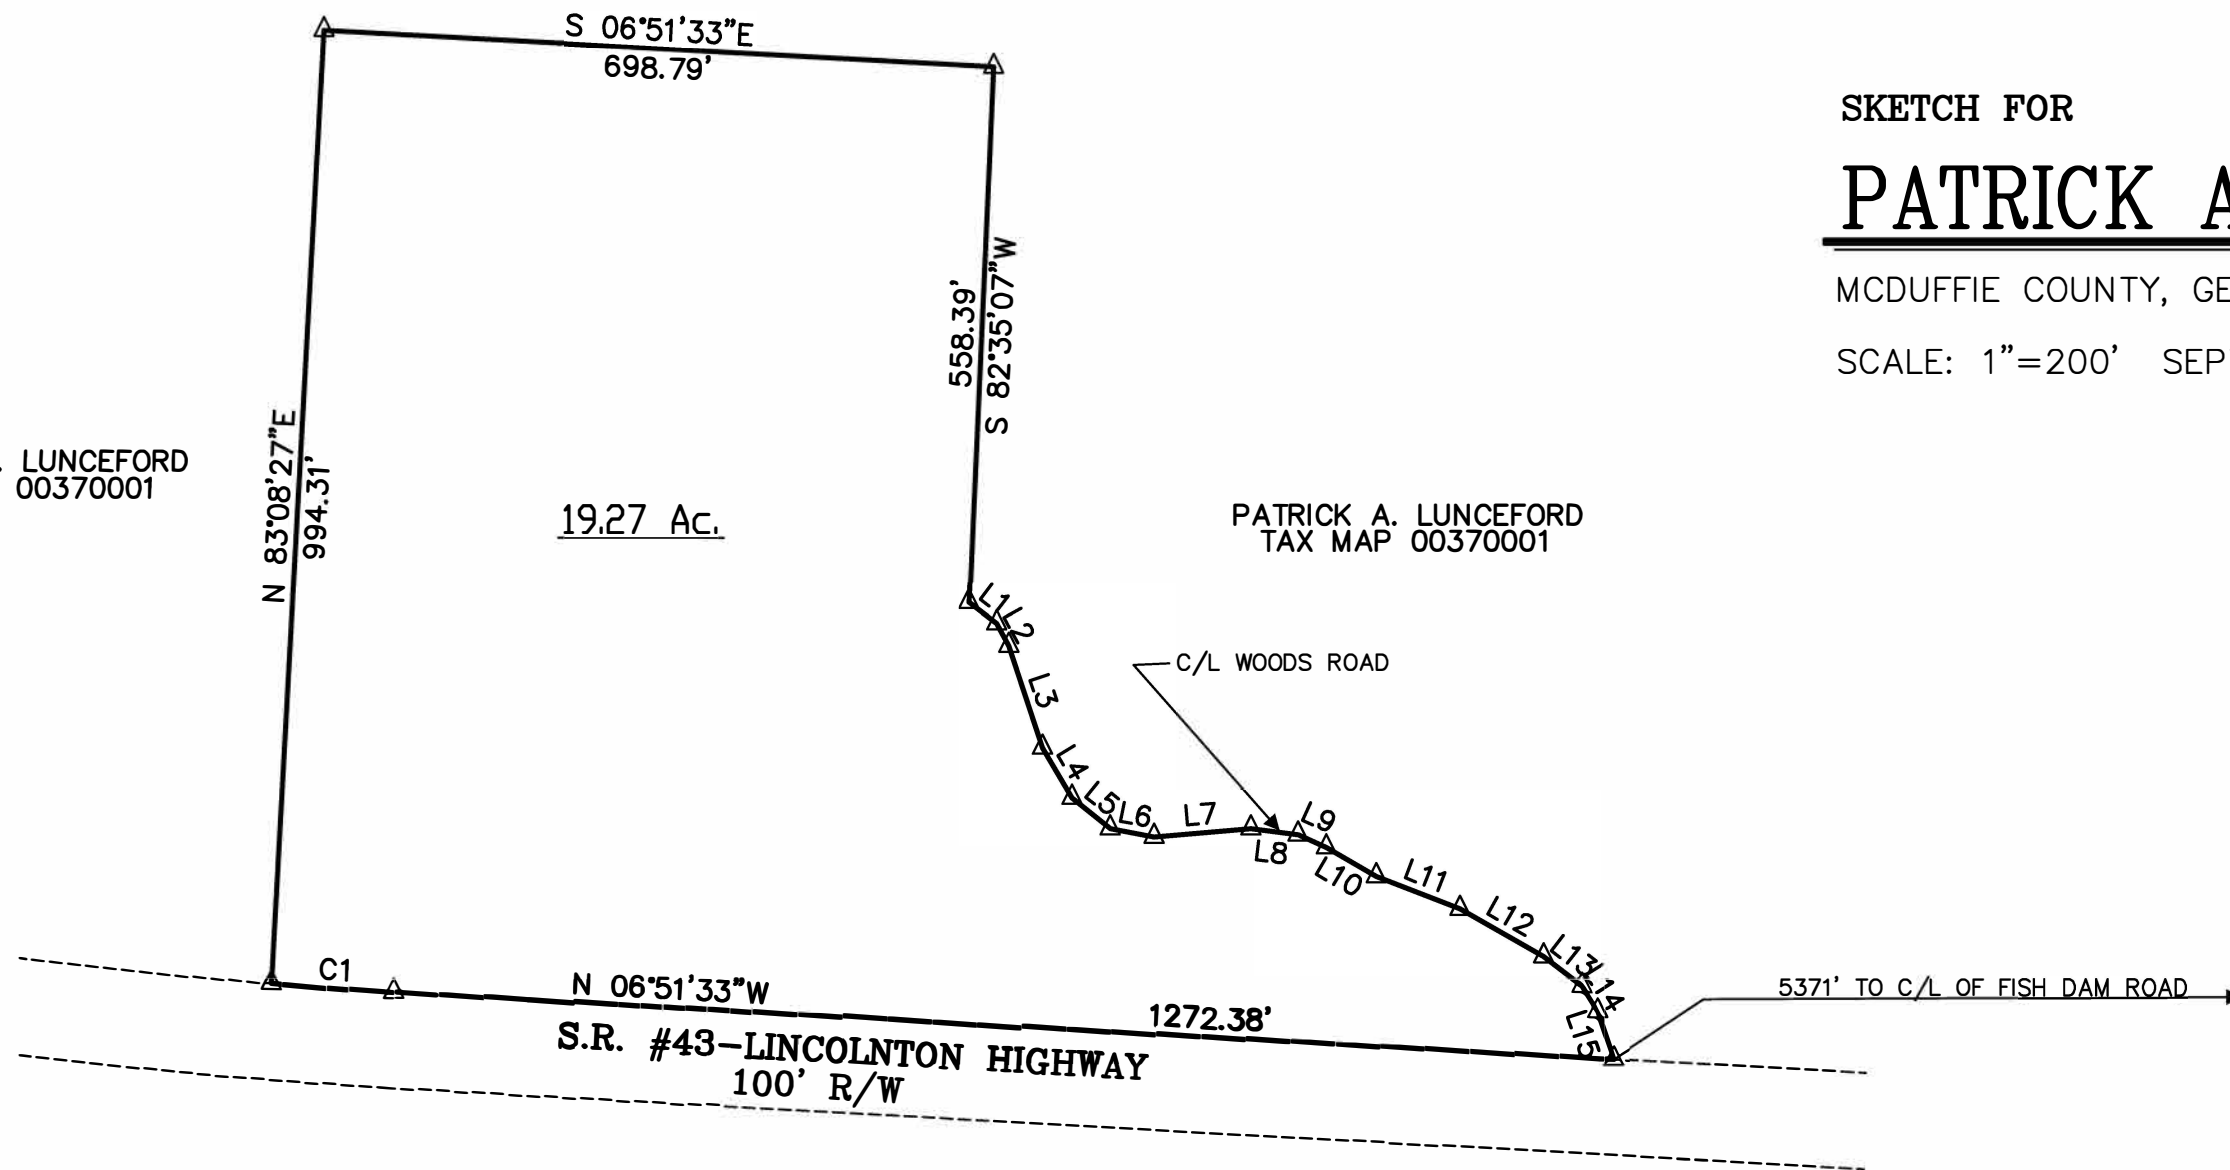 S 06°51'33"E
698.79'
SKETCH FOR
PATRICK A
MCDUFFIE COUNTY, GE
SCALE: 1"=200' SEP
558.39'
S 82°35'07"W
N 83°08'27"E
994.31'
. LUNCEFORD
00370001
19.27 Ac.
PATRICK A. LUNCEFORD
TAX MAP 00370001
L1
L2
L3
C/L WOODS ROAD
L4
L5
L6
L7
L8
L9
L10
L11
L12
L13
L14
L15
5371' TO C/L OF FISH DAM ROAD
C1
N 06°51'33"W
1272.38'
S.R. #43-LINCOLNTON HIGHWAY
100' R/W